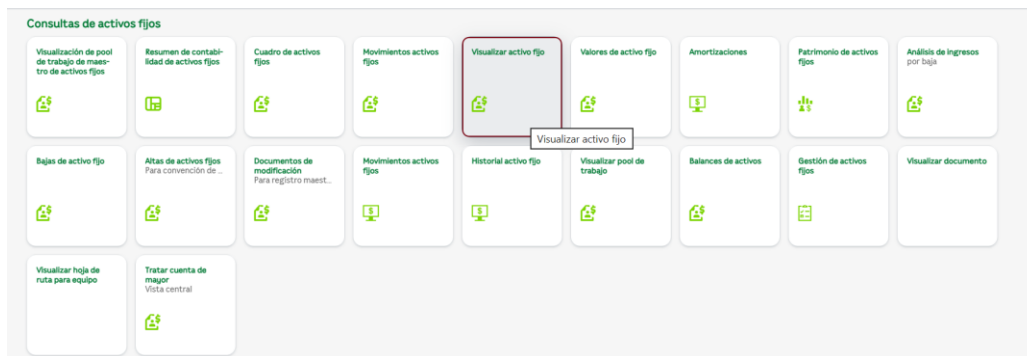 Consultas de activos fijos
Visualización de pool
de trabajo de maes-
tro de activos fijos
Resumen de contabi-
lidad de activos fijos
Cuadro de activos
fijos
Movimientos activos
fijos
Visualizar activo fijo
Valores de activo fijo
Amortizaciones
Patrimonio de activos
fijos
Análisis de ingresos
por baja
Visualizar activo fijo
Bajas de activo fijo
Altas de activos fijos
Para convención de ...
Documentos de
modificación
Para registro maest...
Movimientos activos
fijos
Historial activo fijo
Visualizar pool de
trabajo
Balances de activos
Gestión de activos
fijos
Visualizar documento
Visualizar hoja de
ruta para equipo
Tratar cuenta de
mayor
Vista central